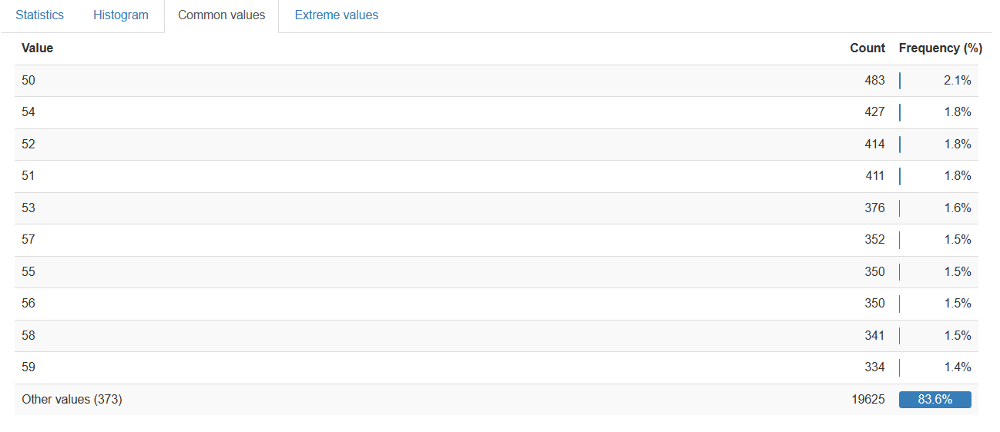 Statistics Histogram Common values Extreme values
Value Count Frequency (%)
50 483 2.1%
54 427 1.8%
52 414 1.8%
51 411 1.8%
53 376 1.6%
57 352 1.5%
55 350 1.5%
56 350 1.5%
58 341 1.5%
59 334 1.4%
Other values (373) 19625 83.6%